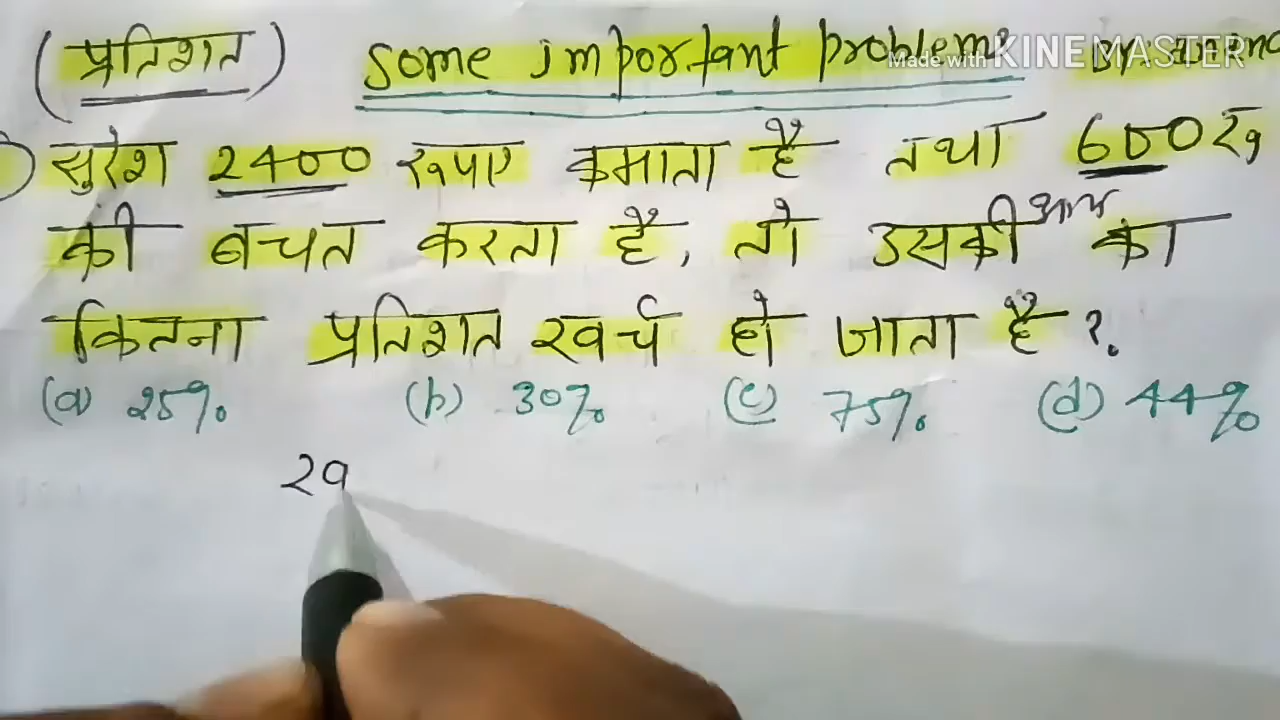 (प्रतिशत) Some important problems
Made with KINEMASTER
सुरेश 2400 रुपए कमाता है तथा 600 रु
की बचत करता है, तो उसकी आय का
कितना प्रतिशत खर्च हो जाता है ?.
(a) 25% (b) 30% (c) 75% (d) 44%